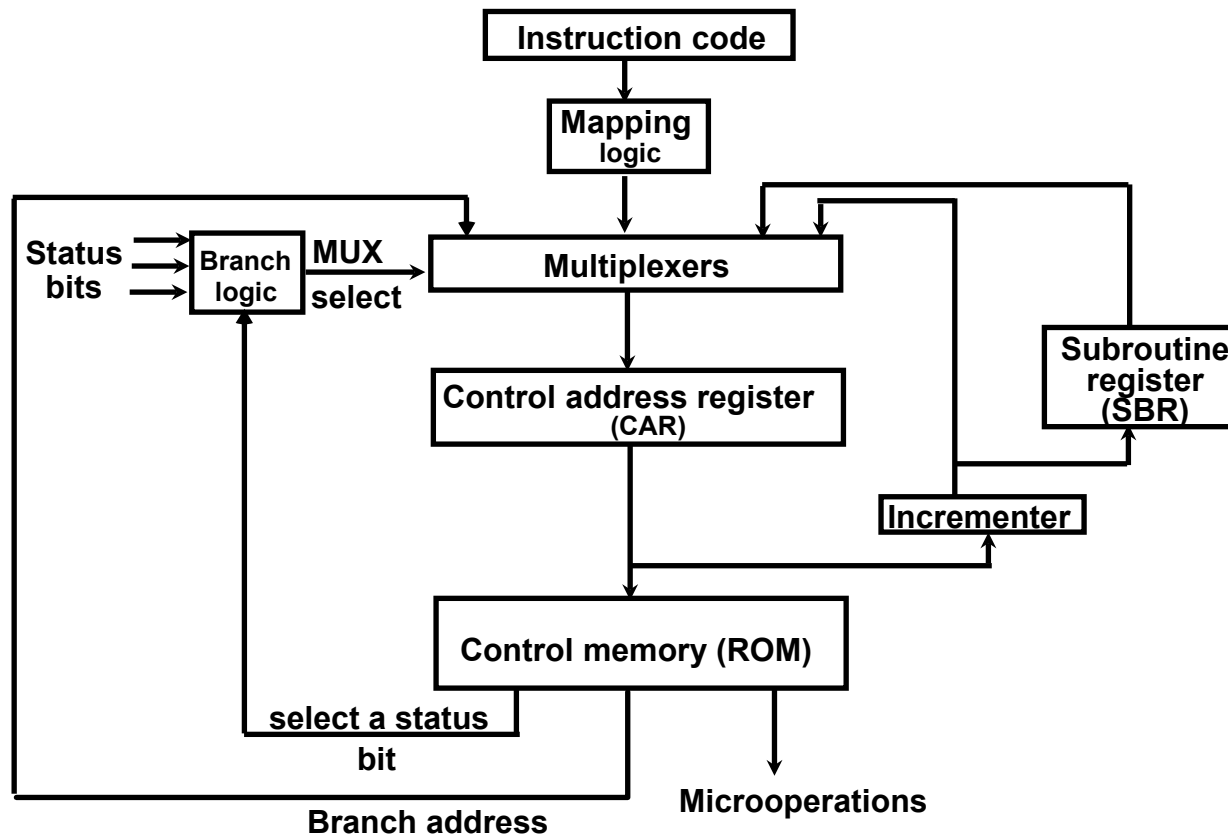 Instruction code
Mapping
logic
Status
bits
Branch
logic
MUX
select
Multiplexers
Subroutine
register
(SBR)
Control address register
(CAR)
Incrementer
Control memory (ROM)
select a status
bit
Microoperations
Branch address